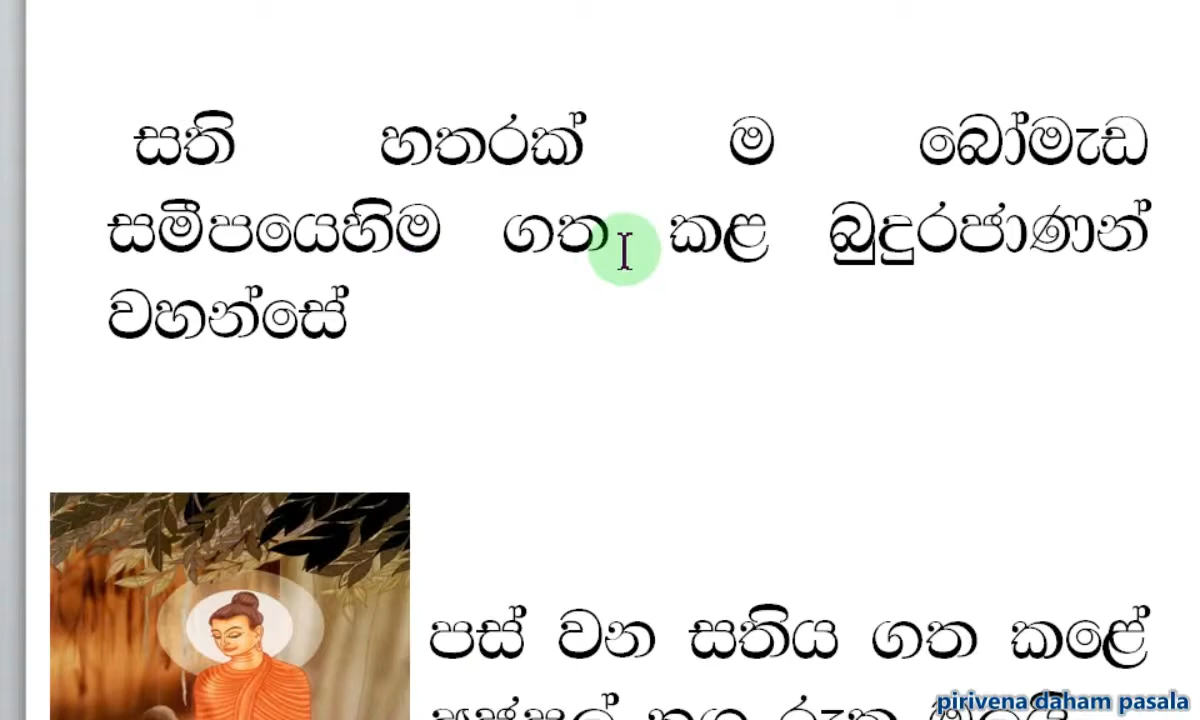 සති හතරක් ම බෝමැඩ
සමීපයෙහිම ගත කළ බුදුරජාණන්
වහන්සේ
පස් වන සතිය ගත කළේ
pirivena daham pasala